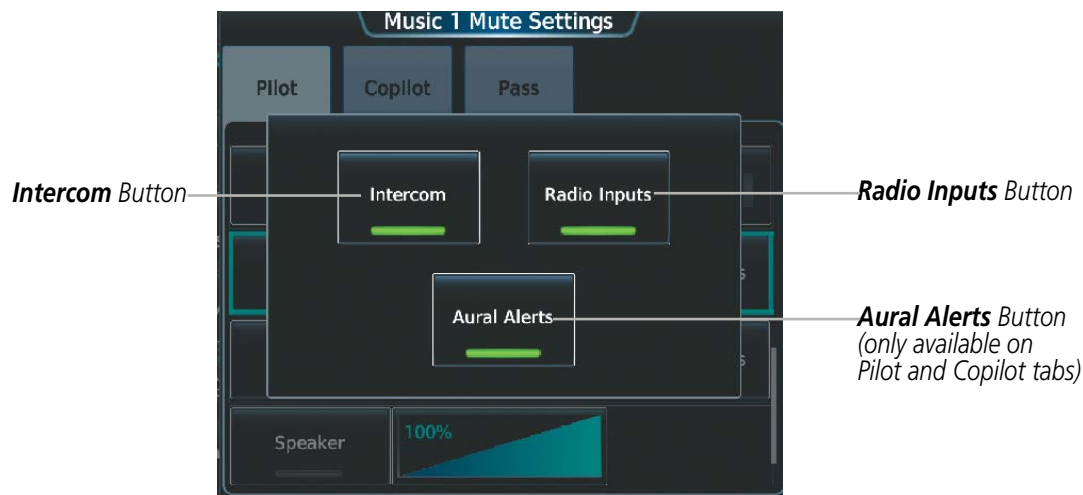 Music 1 Mute Settings
Pilot
Copilot
Pass
Intercom
Radio Inputs
Intercom Button
Radio Inputs Button
s
Aural Alerts
Aural Alerts Button
(only available on
Pilot and Copilot tabs)
s
Speaker
100%